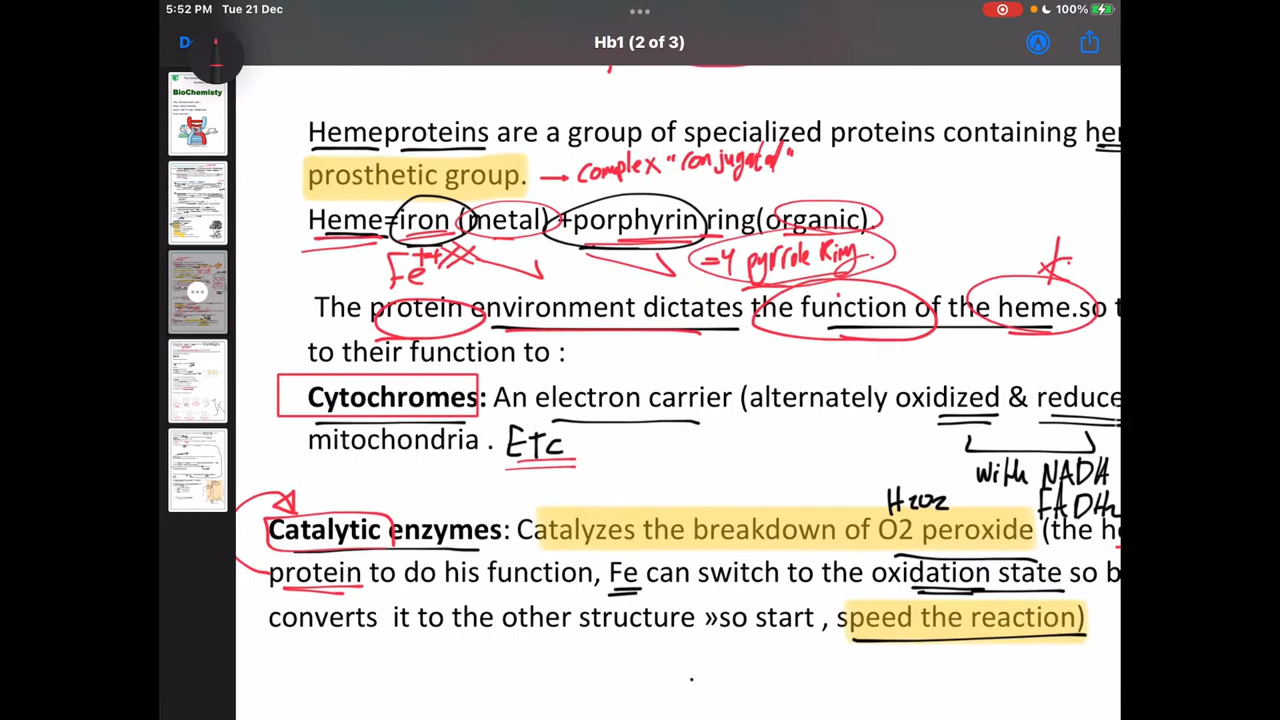 5:52 PM Tue 21 Dec
100%
Hb1 (2 of 3)
BioChemisty
Hemeproteins are a group of specialized proteins containing
prosthetic group. → complex "conjugated"
Heme=iron (metal) +porphyrin ring(organic).
Fe++
=4 pyrrole Ring.
The protein environment dictates the function of the heme.so
to their function to :
Cytochromes: An electron carrier (alternately oxidized & reduce
mitochondria . ETC
with NADH
FADH2
H2O2
Catalytic enzymes: Catalyzes the breakdown of O2 peroxide (the
protein to do his function, Fe can switch to the oxidation state so
converts it to the other structure »so start , speed the reaction)